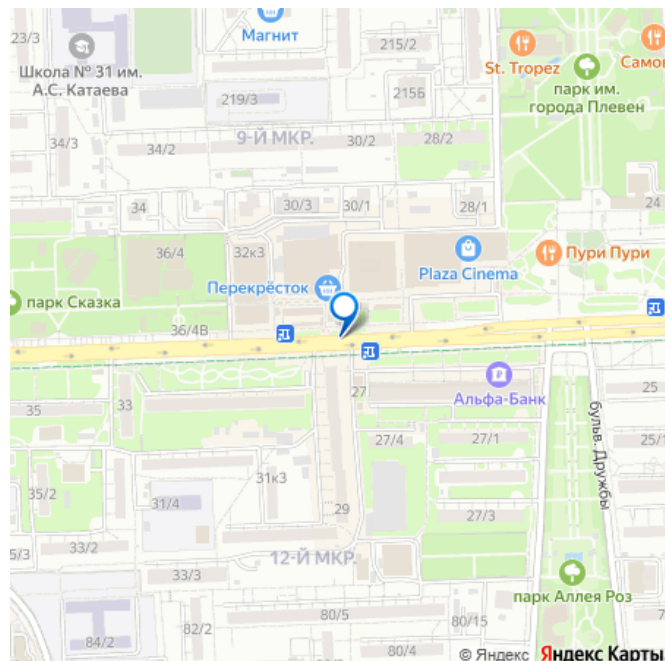 23/3
Магнит
215/2
St. Tropez
Самов
Школа № 31 им.
А.С. Катаева
парк им.
города Плевен
219/3
215Б
34/3
9-Й МКР.
34/2
30/2
28/2
34
30/3
30/1
28/1
24
36/4
32к3
Перекрёсток
Plaza Cinema
Пури Пури
парк Сказка
36/4В
35
33
27
Альфа-Банк
25
бульв. Дружбы
27/4
27/1
25/1
31к3
35/2
31/4
29
27/3
5/3
33/2
12-Й МКР.
33/3
парк Аллея Роз
80/5
80/15
7
82/2
84/2
80/4
© Яндекс Яндекс Карты